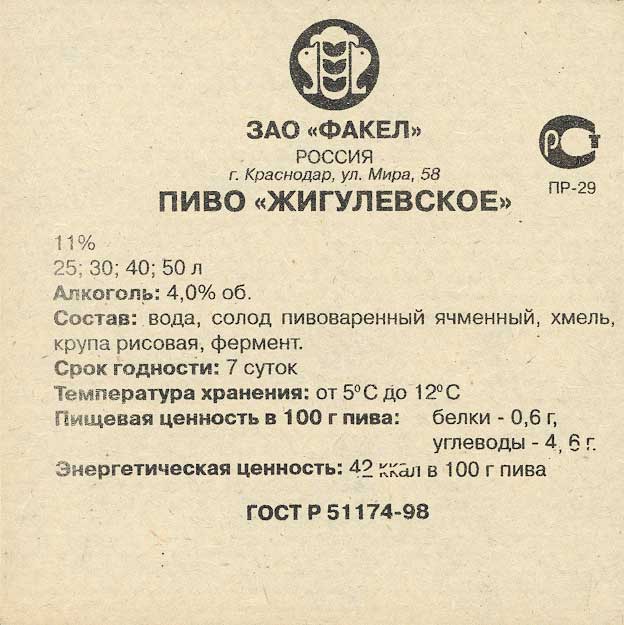 ЗАО «ФАКЕЛ»
РОССИЯ
г. Краснодар, ул. Мира, 58
РСТ
ПР-29
ПИВО «ЖИГУЛЕВСКОЕ»
11%
25; 30; 40; 50 л
Алкоголь: 4,0% об.
Состав: вода, солод пивоваренный ячменный, хмель,
крупа рисовая, фермент.
Срок годности: 7 суток
Температура хранения: от 5°С до 12°С
Пищевая ценность в 100 г пива: белки - 0,6 г,
углеводы - 4, 6 г.
Энергетическая ценность: 42 ккал в 100 г пива
ГОСТ Р 51174-98